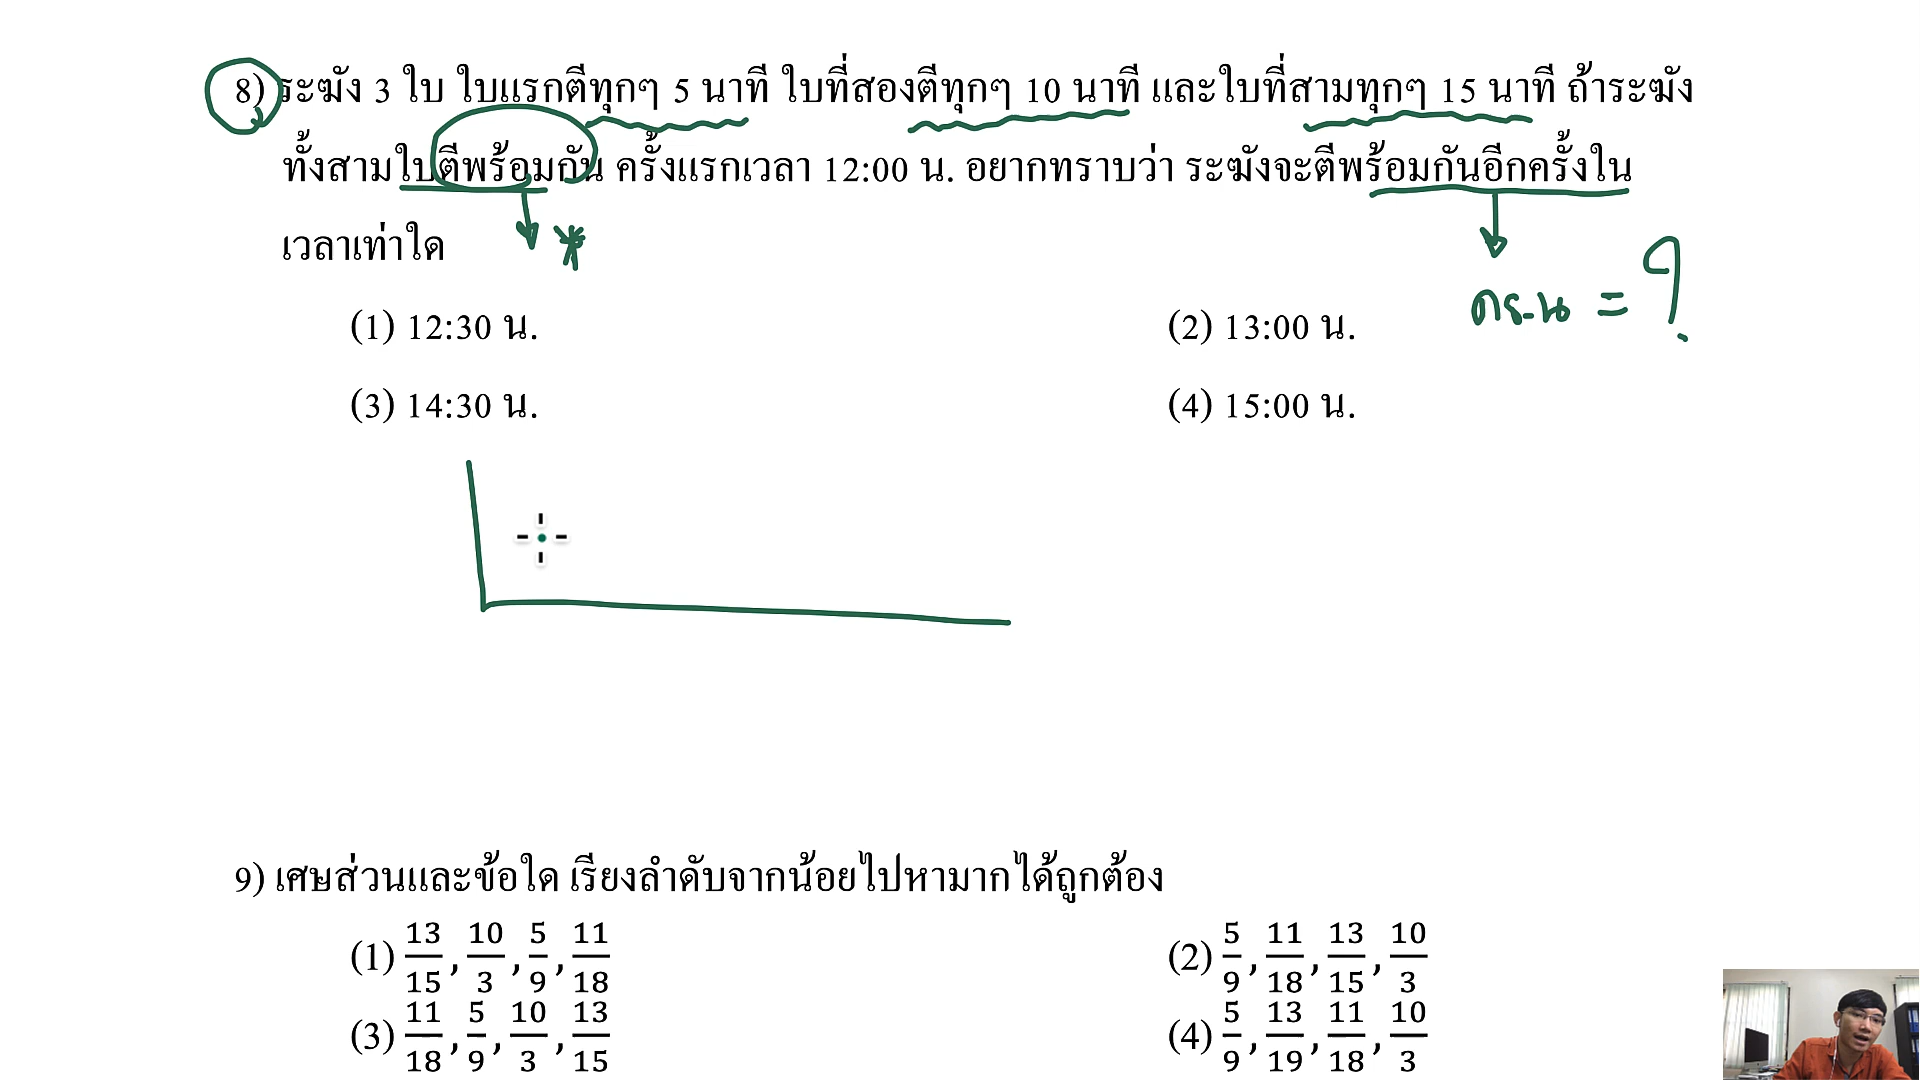 8) ระฆัง 3 ใบ ใบแรกตีทุกๆ 5 นาที ใบที่สองตีทุกๆ 10 นาที และใบที่สามทุกๆ 15 นาที ถ้าระฆัง
ทั้งสามใบตีพร้อมกัน ครั้งแรกเวลา 12:00 น. อยากทราบว่า ระฆังจะตีพร้อมกันอีกครั้งใน
เวลาเท่าใด
*
ครน = ?
(1) 12:30 น. (2) 13:00 น.
(3) 14:30 น. (4) 15:00 น.
9) เศษส่วนและข้อใด เรียงลำดับจากน้อยไปหามากได้ถูกต้อง
(1) 13/15, 10/3, 5/9, 11/18 (2) 5/9, 11/18, 13/15, 10/3
(3) 11/18, 5/9, 10/3, 13/15 (4) 5/9, 13/19, 11/18, 10/3